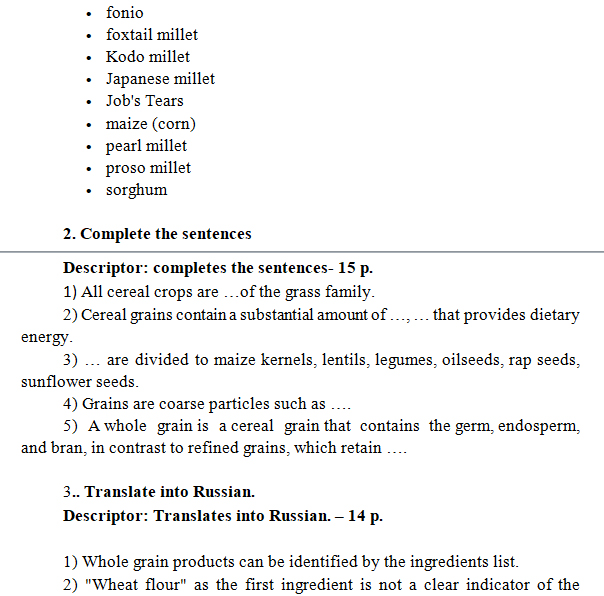 • fonio
• foxtail millet
• Kodo millet
• Japanese millet
• Job's Tears
• maize (corn)
• pearl millet
• proso millet
• sorghum
2. Complete the sentences
Descriptor: completes the sentences- 15 p.
1) All cereal crops are …of the grass family.
2) Cereal grains contain a substantial amount of …, … that provides dietary
energy.
3) … are divided to maize kernels, lentils, legumes, oilseeds, rap seeds,
sunflower seeds.
4) Grains are coarse particles such as ….
5) A whole grain is a cereal grain that contains the germ, endosperm,
and bran, in contrast to refined grains, which retain ….
3.. Translate into Russian.
Descriptor: Translates into Russian. – 14 p.
1) Whole grain products can be identified by the ingredients list.
2) "Wheat flour" as the first ingredient is not a clear indicator of the